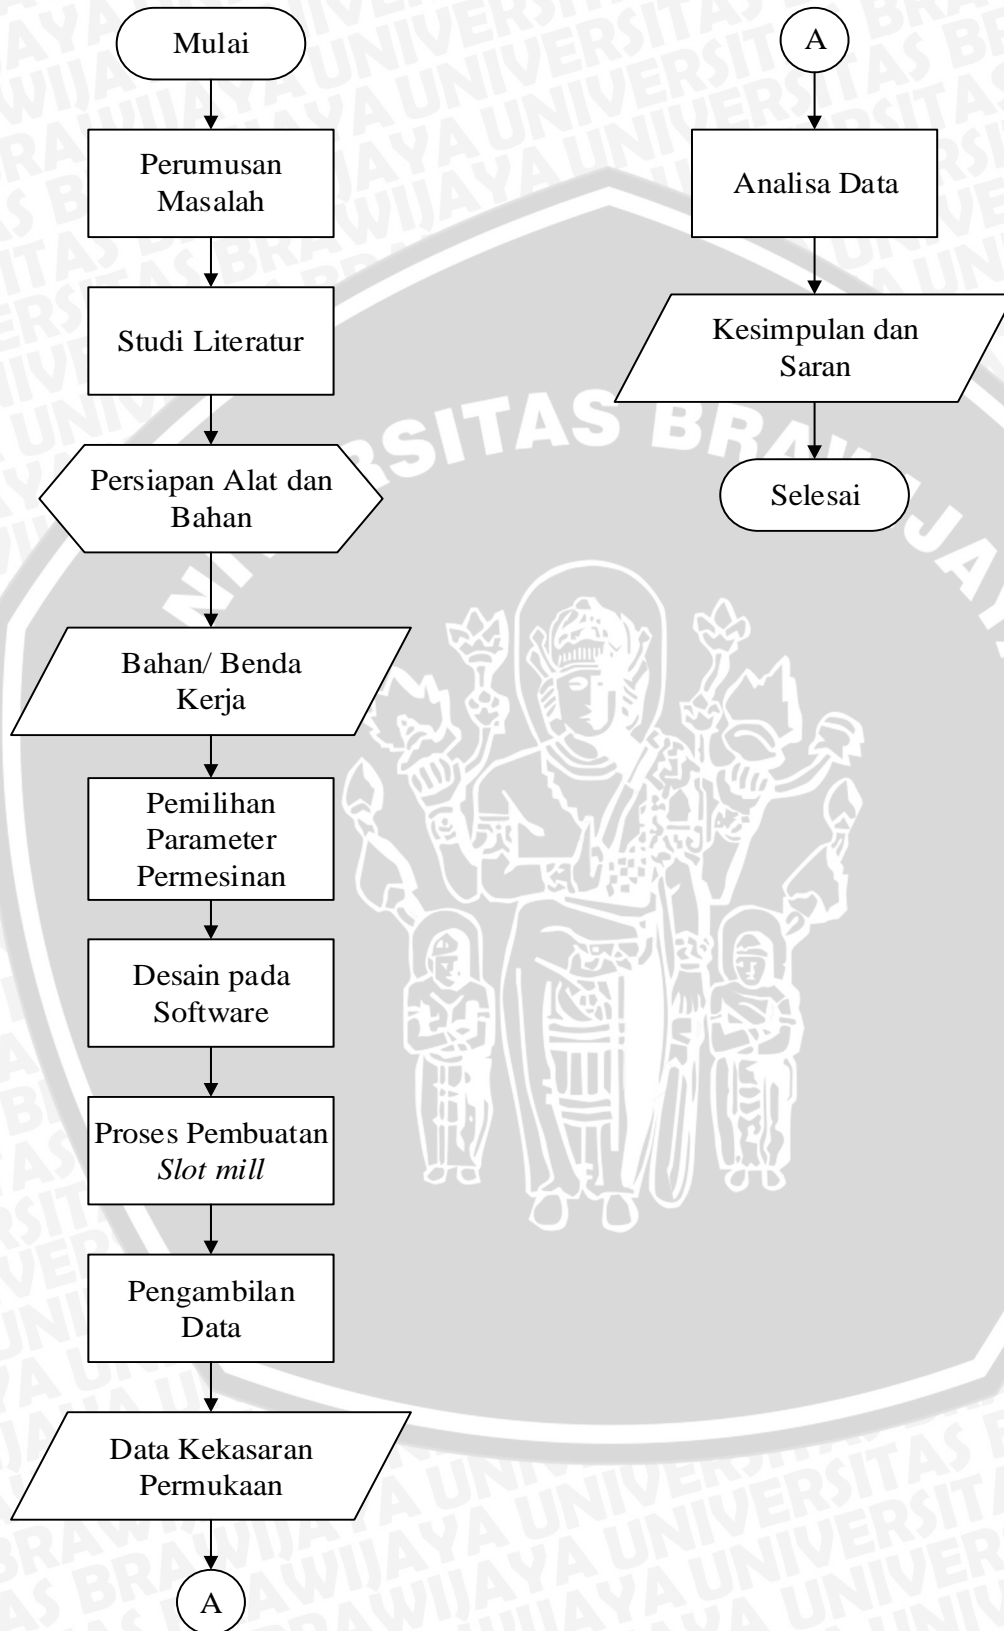 Mulai
Perumusan
Masalah
Studi Literatur
Persiapan Alat dan
Bahan
Bahan/ Benda
Kerja
Pemilihan
Parameter
Permesinan
Desain pada
Software
Proses Pembuatan
Slot mill
Pengambilan
Data
Data Kekasaran
Permukaan
A
A
Analisa Data
Kesimpulan dan
Saran
Selesai